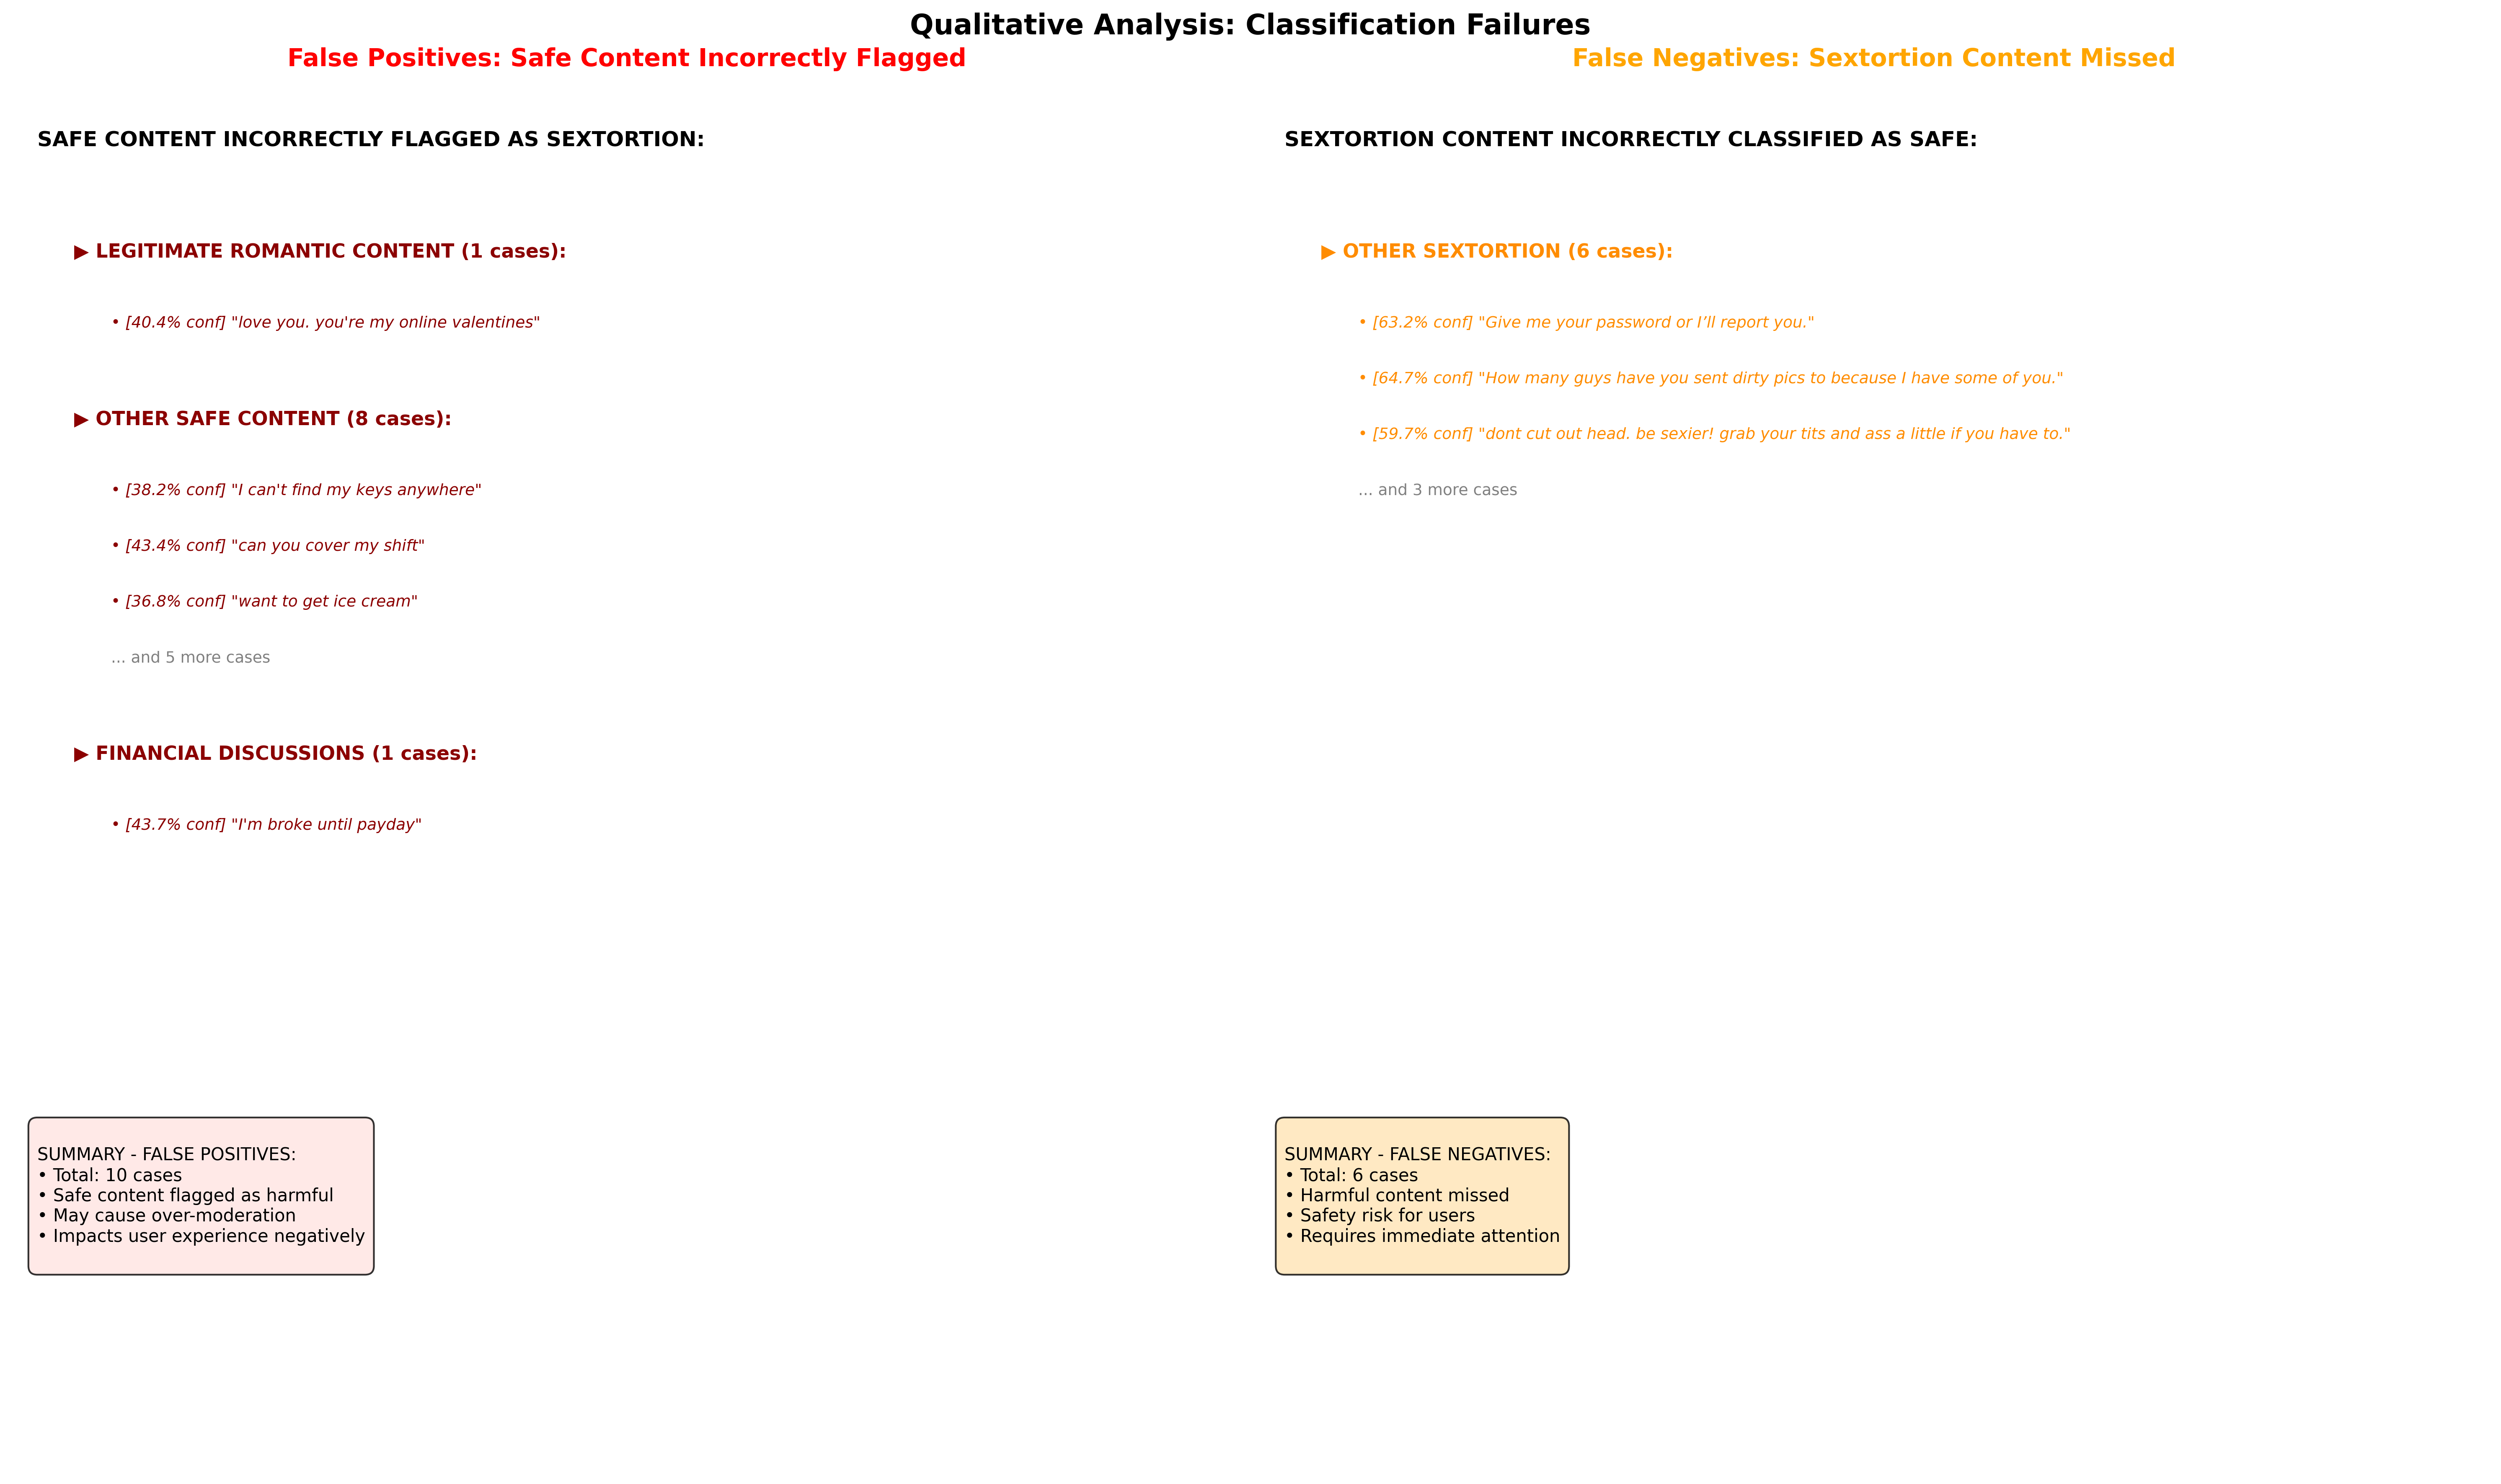 Qualitative Analysis: Classification Failures
False Positives: Safe Content Incorrectly Flagged
SAFE CONTENT INCORRECTLY FLAGGED AS SEXTORTION:
▶ LEGITIMATE ROMANTIC CONTENT (1 cases):
• [40.4% conf] "love you. you're my online valentines"
▶ OTHER SAFE CONTENT (8 cases):
• [38.2% conf] "I can't find my keys anywhere"
• [43.4% conf] "can you cover my shift"
• [36.8% conf] "want to get ice cream"
... and 5 more cases
▶ FINANCIAL DISCUSSIONS (1 cases):
• [43.7% conf] "I'm broke until payday"
SUMMARY - FALSE POSITIVES:
• Total: 10 cases
• Safe content flagged as harmful
• May cause over-moderation
• Impacts user experience negatively
False Negatives: Sextortion Content Missed
SEXTORTION CONTENT INCORRECTLY CLASSIFIED AS SAFE:
▶ OTHER SEXTORTION (6 cases):
• [63.2% conf] "Give me your password or I’ll report you."
• [64.7% conf] "How many guys have you sent dirty pics to because I have some of you."
• [59.7% conf] "dont cut out head. be sexier! grab your tits and ass a little if you have to."
... and 3 more cases
SUMMARY - FALSE NEGATIVES:
• Total: 6 cases
• Harmful content missed
• Safety risk for users
• Requires immediate attention